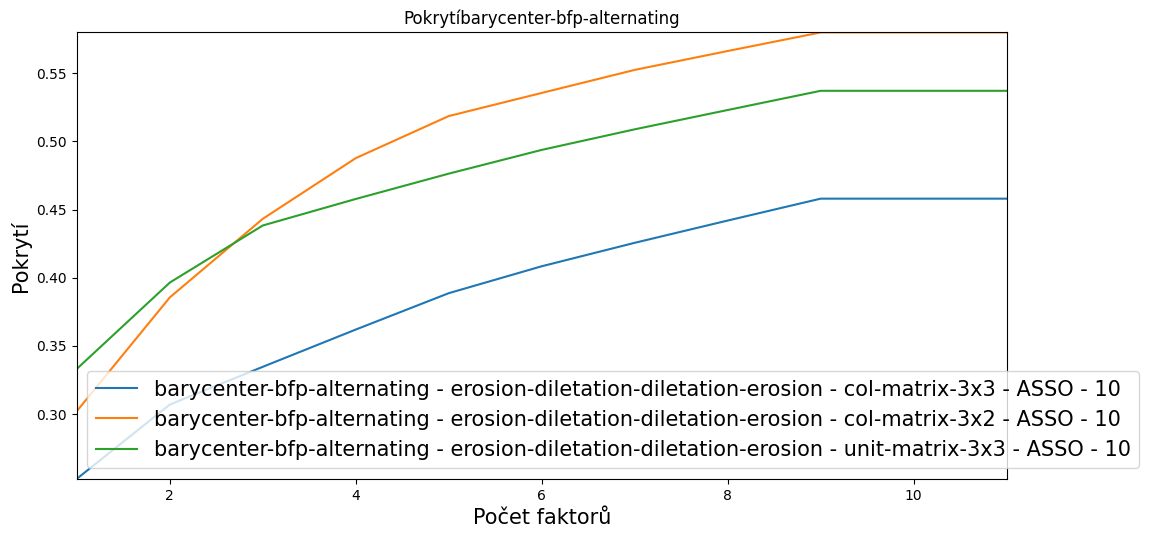 Pokrytíbarycenter-bfp-alternating
0.55
0.50
0.45
0.40
0.35
0.30
Pokrytí
barycenter-bfp-alternating - erosion-diletation-diletation-erosion - col-matrix-3x3 - ASSO - 10
barycenter-bfp-alternating - erosion-diletation-diletation-erosion - col-matrix-3x2 - ASSO - 10
barycenter-bfp-alternating - erosion-diletation-diletation-erosion - unit-matrix-3x3 - ASSO - 10
2 4 6 8 10
Počet faktorů